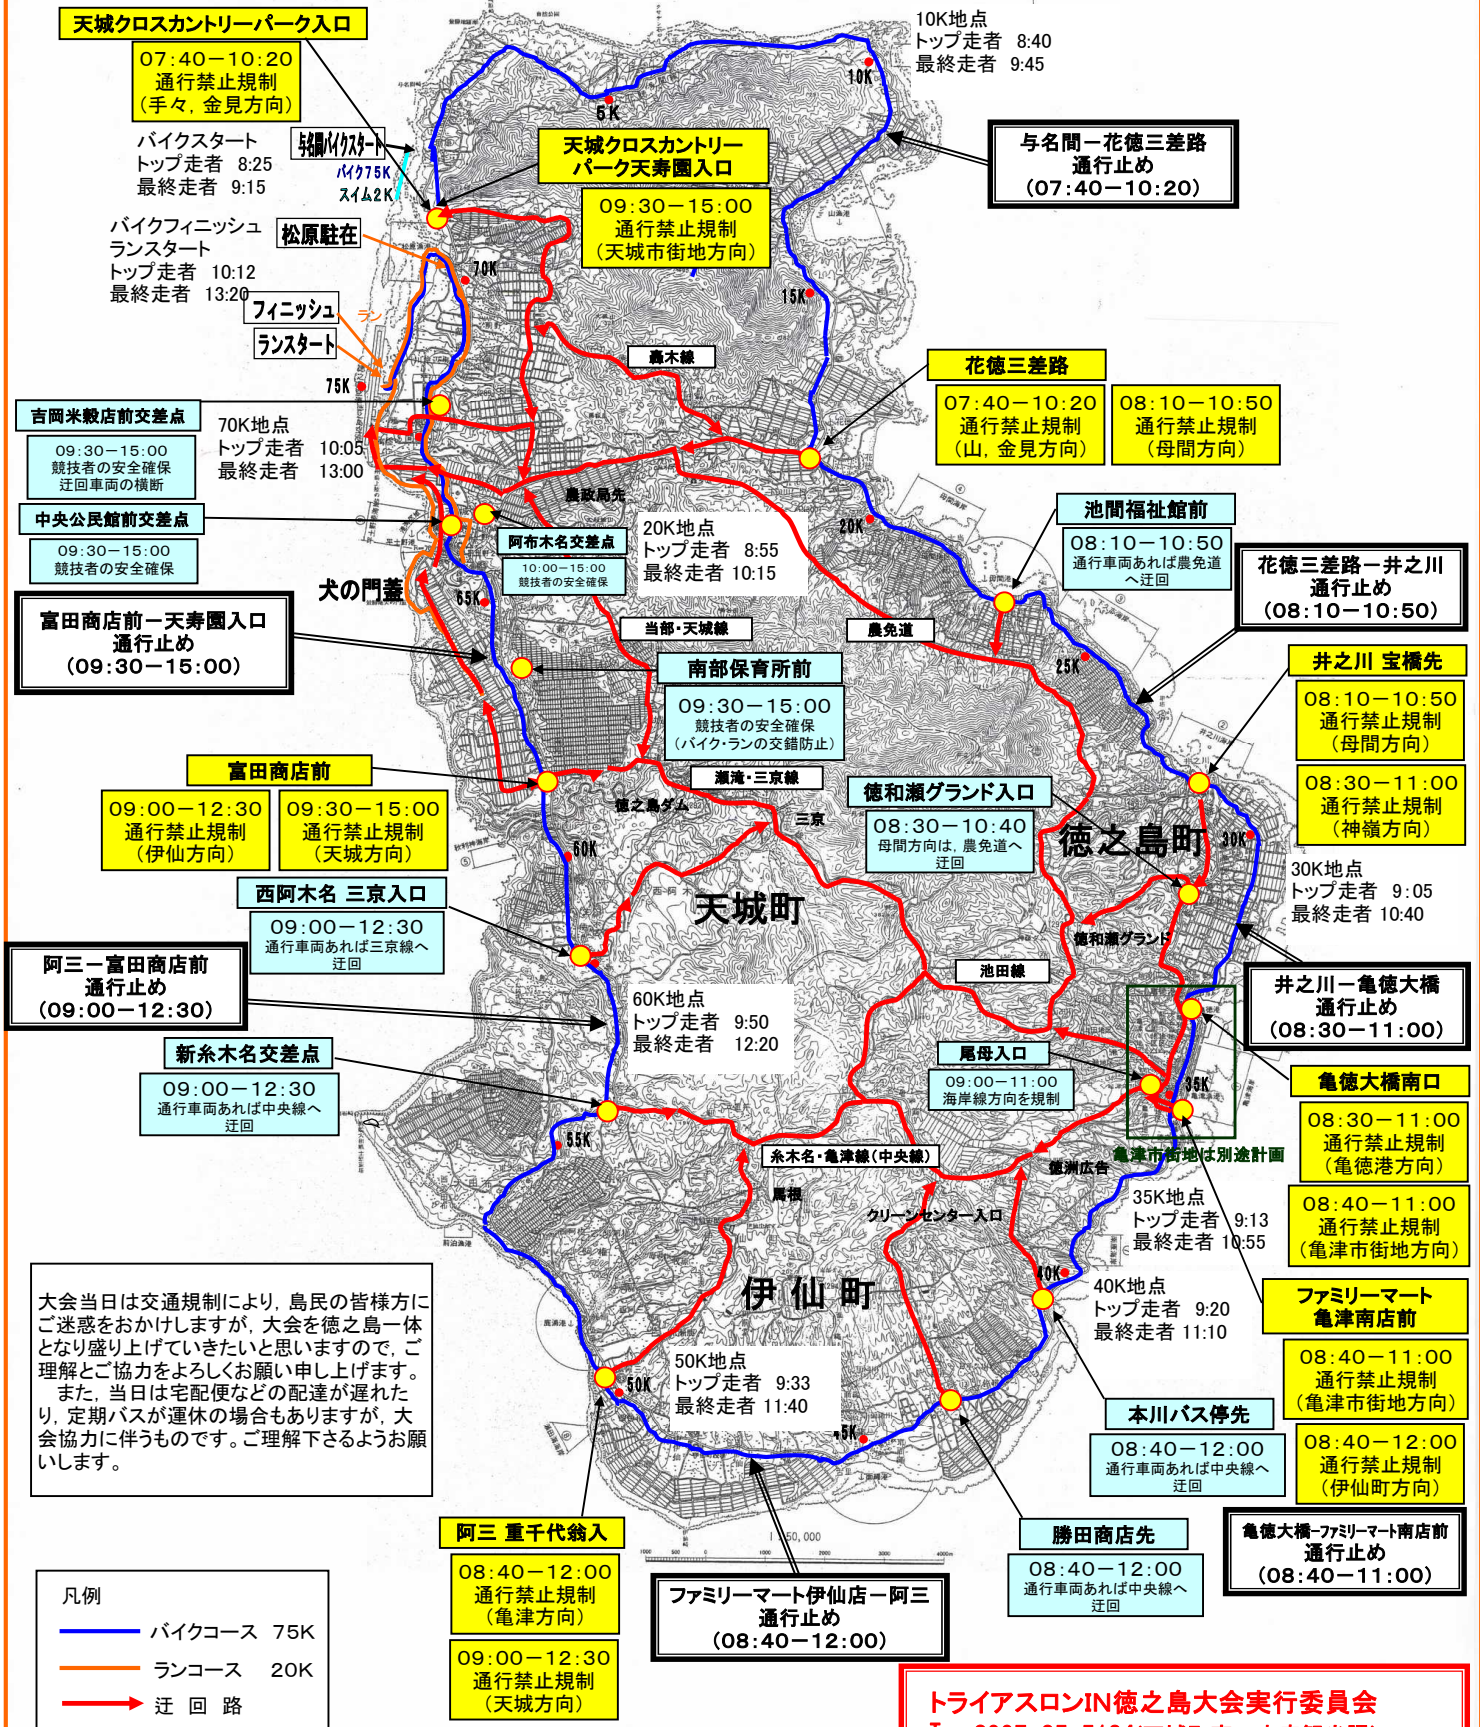 天城クロスカントリーパーク入口
07:40－10:20
通行禁止規制
（手々，金見方向）
バイクスタート
トップ走者 8:25
最終走者 9:15
与名間バイクスタート
バイク75K
スイム2K
バイクフィニッシュ
ランスタート
トップ走者 10:12
最終走者 13:20
松原駐在
フィニッシュ
ランスタート
ラン
天城クロスカントリー
パーク天寿園入口
09:30－15:00
通行禁止規制
（天城市街地方向）
10K地点
トップ走者 8:40
最終走者 9:45
5K
10K
15K
与名間－花徳三差路
通行止め
（07:40－10:20）
70K
75K
轟木線
花徳三差路
07:40－10:20
通行禁止規制
（山，金見方向）
08:10－10:50
通行禁止規制
（母間方向）
吉岡米穀店前交差点
09:30－15:00
競技者の安全確保
迂回車両の横断
70K地点
トップ走者 10:05
最終走者 13:00
中央公民館前交差点
09:30－15:00
競技者の安全確保
農政局先
阿布木名交差点
10:00－15:00
競技者の安全確保
20K地点
トップ走者 8:55
最終走者 10:15
20K
池間福祉館前
08:10－10:50
通行車両あれば農免道
へ迂回
花徳三差路－井之川
通行止め
（08:10－10:50）
犬の門蓋
65K
富田商店前－天寿園入口
通行止め
（09:30－15:00）
当部・天城線
農免道
25K
南部保育所前
09:30－15:00
競技者の安全確保
（バイク・ランの交錯防止）
井之川 宝橋先
08:10－10:50
通行禁止規制
（母間方向）
08:30－11:00
通行禁止規制
（神嶺方向）
富田商店前
09:00－12:30
通行禁止規制
（伊仙方向）
09:30－15:00
通行禁止規制
（天城方向）
瀬滝・三京線
徳之島ダム
三京
徳和瀬グランド入口
08:30－10:40
母間方向は，農免道へ
迂回
徳之島町
30K
30K地点
トップ走者 9:05
最終走者 10:40
60K
西阿木名 三京入口
09:00－12:30
通行車両あれば三京線へ
迂回
天城町
徳和瀬グランド
阿三－富田商店前
通行止め
（09:00－12:30）
池田線
60K地点
トップ走者 9:50
最終走者 12:20
井之川－亀徳大橋
通行止め
（08:30－11:00）
新糸木名交差点
09:00－12:30
通行車両あれば中央線へ
迂回
尾母入口
09:00－11:00
海岸線方向を規制
35K
亀徳大橋南口
08:30－11:00
通行禁止規制
（亀徳港方向）
08:40－11:00
通行禁止規制
（亀津市街地方向）
55K
糸木名・亀津線（中央線）
亀津市街地は別途計画
徳洲広告
馬根
クリーンセンター入口
35K地点
トップ走者 9:13
最終走者 10:55
40K
40K地点
トップ走者 9:20
最終走者 11:10
伊仙町
大会当日は交通規制により，島民の皆様方に
ご迷惑をおかけしますが，大会を徳之島一体
となり盛り上げていきたいと思いますので，ご
理解とご協力をよろしくお願い申し上げます。
また，当日は宅配便などの配達が遅れた
り，定期バスが運休の場合もありますが，大
会協力に伴うものです。ご理解下さるようお願
いします。
ファミリーマート
亀津南店前
08:40－11:00
通行禁止規制
（亀津市街地方向）
08:40－12:00
通行禁止規制
（伊仙町方向）
50K地点
トップ走者 9:33
最終走者 11:40
50K
45K
本川バス停先
08:40－12:00
通行車両あれば中央線へ
迂回
阿三 重千代翁入
08:40－12:00
通行禁止規制
（亀津方向）
09:00－12:30
通行禁止規制
（天城方向）
勝田商店先
08:40－12:00
通行車両あれば中央線へ
迂回
亀徳大橋－ファミリーマート南店前
通行止め
（08:40－11:00）
ファミリーマート伊仙店－阿三
通行止め
（08:40－12:00）
凡例
バイクコース 75K
ランコース 20K
迂回路
トライアスロンIN徳之島大会実行委員会